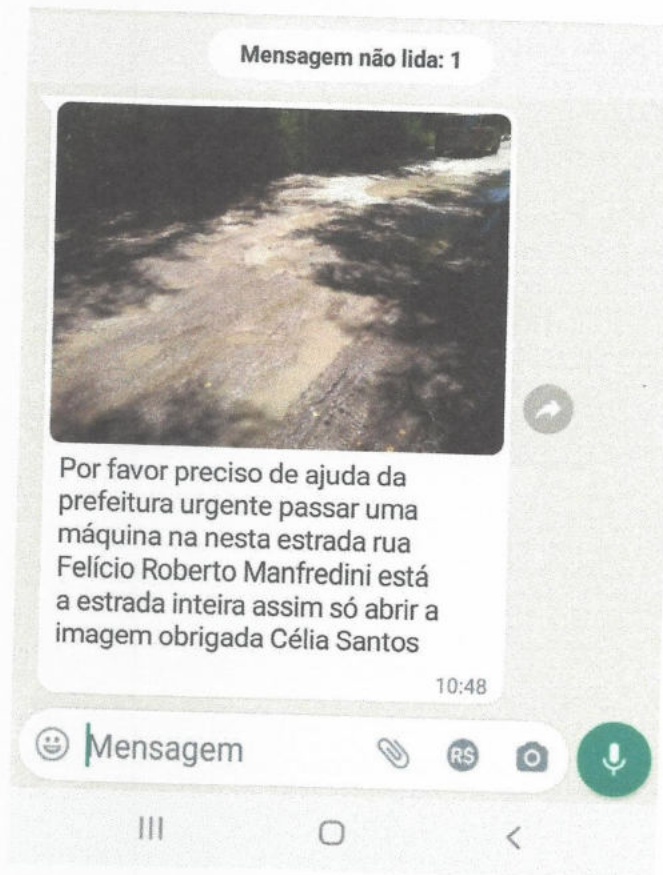 Mensagem não lida: 1
Por favor preciso de ajuda da
prefeitura urgente passar uma
máquina na nesta estrada rua
Felício Roberto Manfredini está
a estrada inteira assim só abrir a
imagem obrigada Célia Santos
10:48
Mensagem
R$